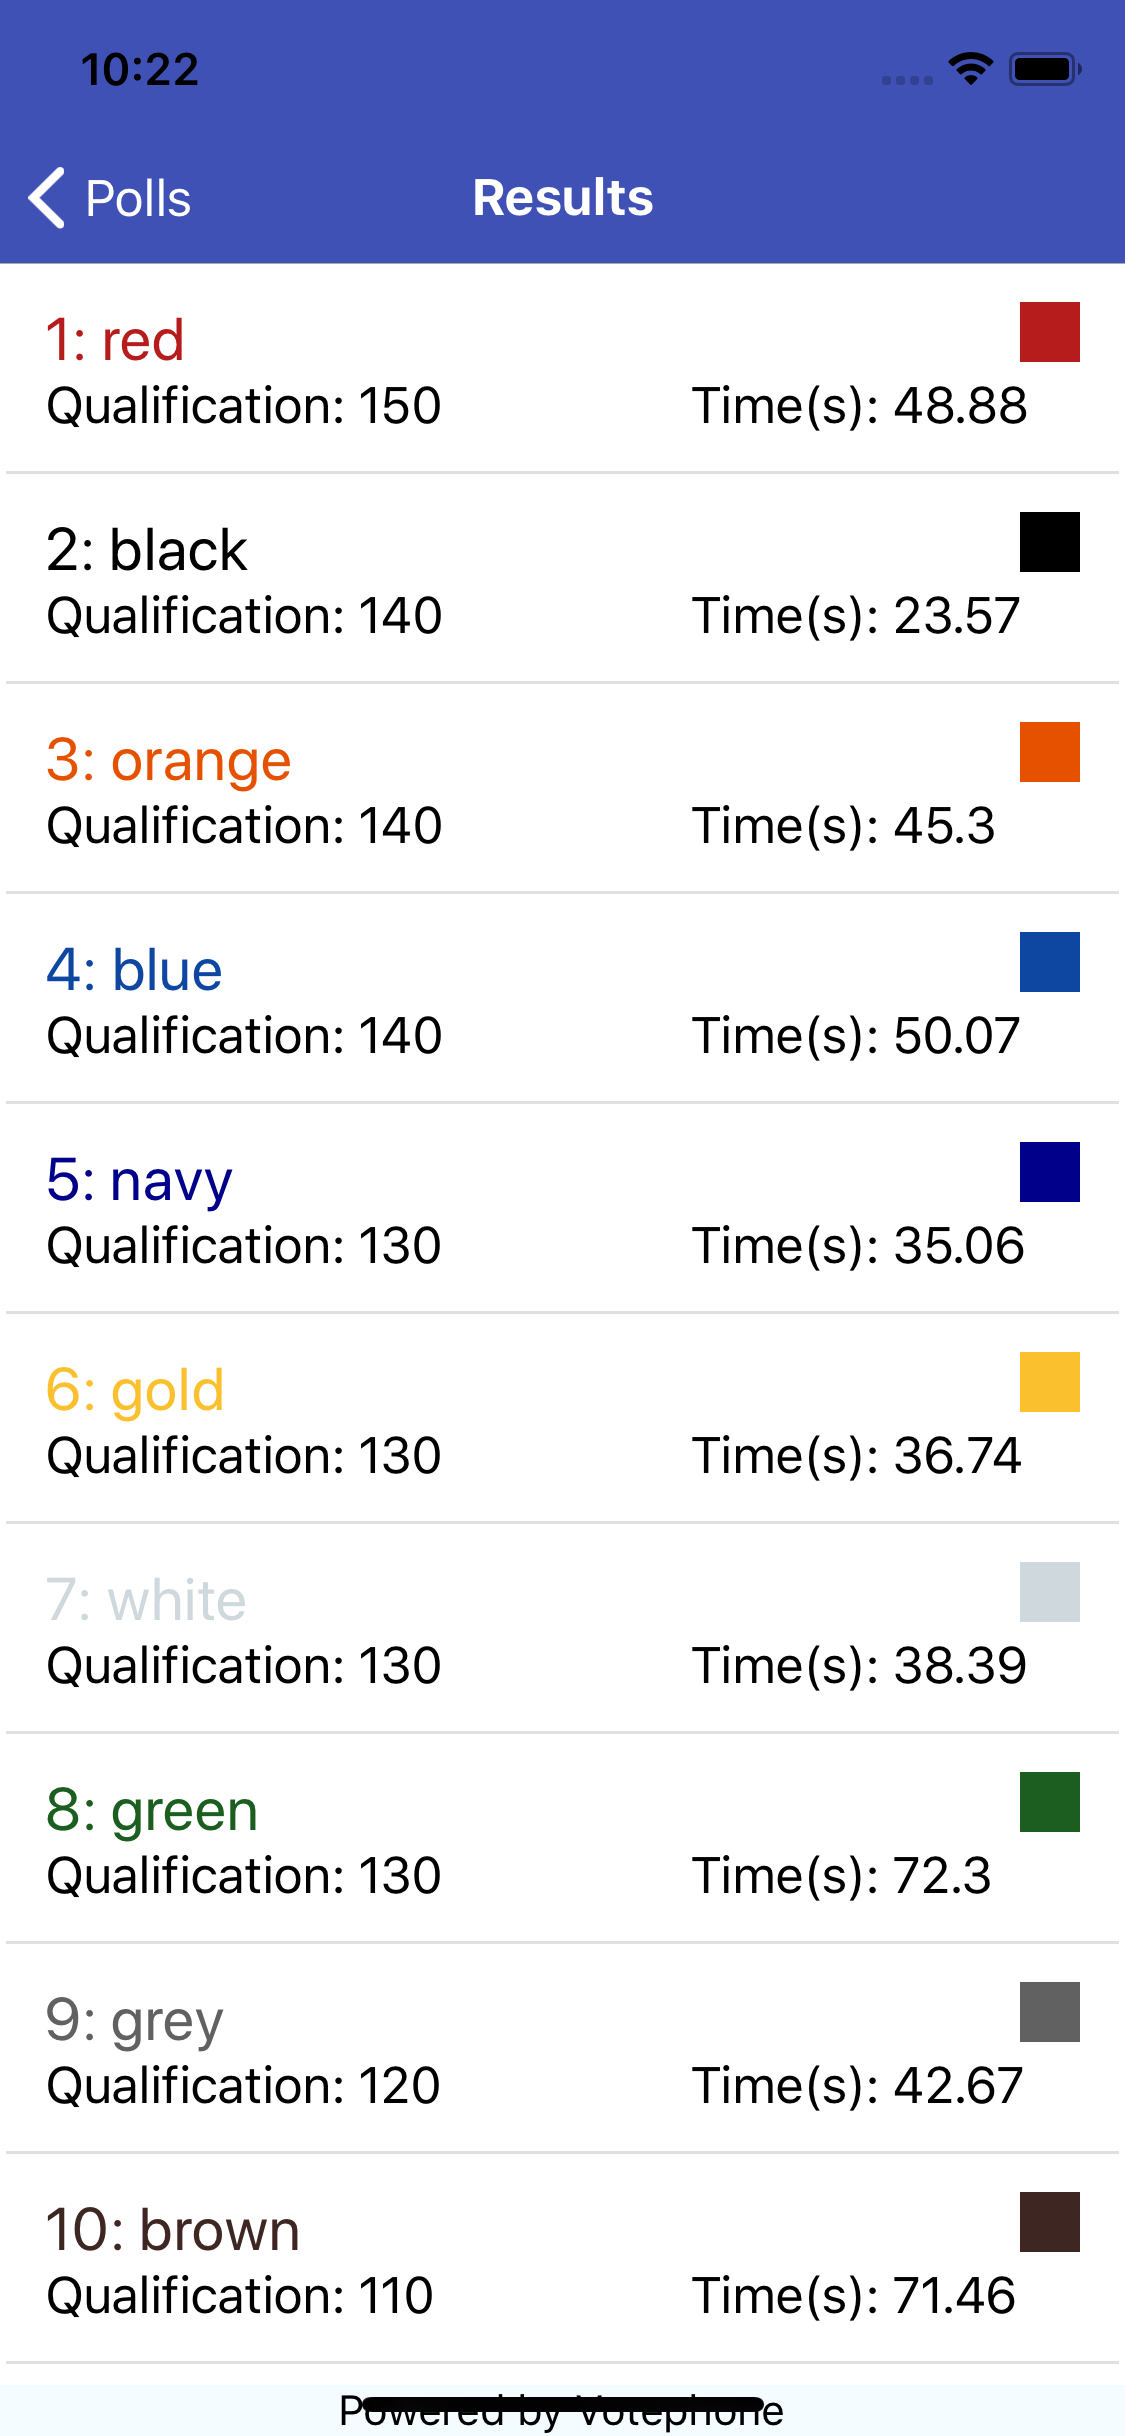 10:22
Polls
Results
1: red
Qualification: 150 Time(s): 48.88
2: black
Qualification: 140 Time(s): 23.57
3: orange
Qualification: 140 Time(s): 45.3
4: blue
Qualification: 140 Time(s): 50.07
5: navy
Qualification: 130 Time(s): 35.06
6: gold
Qualification: 130 Time(s): 36.74
7: white
Qualification: 130 Time(s): 38.39
8: green
Qualification: 130 Time(s): 72.3
9: grey
Qualification: 120 Time(s): 42.67
10: brown
Qualification: 110 Time(s): 71.46
Powered by Votephone